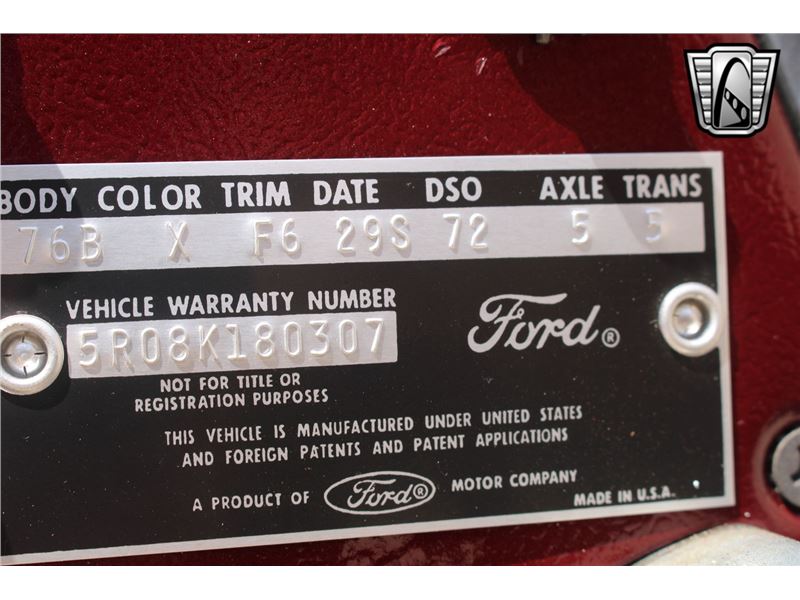 BODY COLOR TRIM DATE DSO AXLE TRANS
76B X F6 29S 72 5 5
VEHICLE WARRANTY NUMBER
5R08K180307
Ford®
NOT FOR TITLE OR
REGISTRATION PURPOSES
THIS VEHICLE IS MANUFACTURED UNDER UNITED STATES
AND FOREIGN PATENTS AND PATENT APPLICATIONS
A PRODUCT OF Ford® MOTOR COMPANY
MADE IN U.S.A.